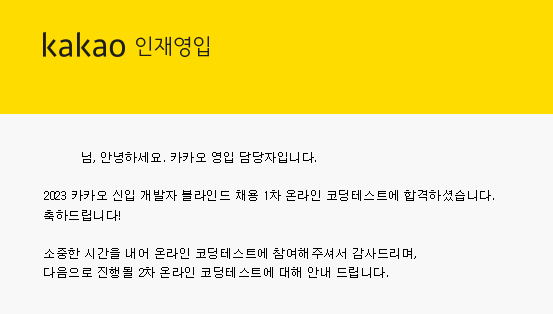 kakao 인재영입
님, 안녕하세요. 카카오 영입 담당자입니다.
2023 카카오 신입 개발자 블라인드 채용 1차 온라인 코딩테스트에 합격하셨습니다.
축하드립니다!
소중한 시간을 내어 온라인 코딩테스트에 참여해주셔서 감사드리며,
다음으로 진행될 2차 온라인 코딩테스트에 대해 안내 드립니다.